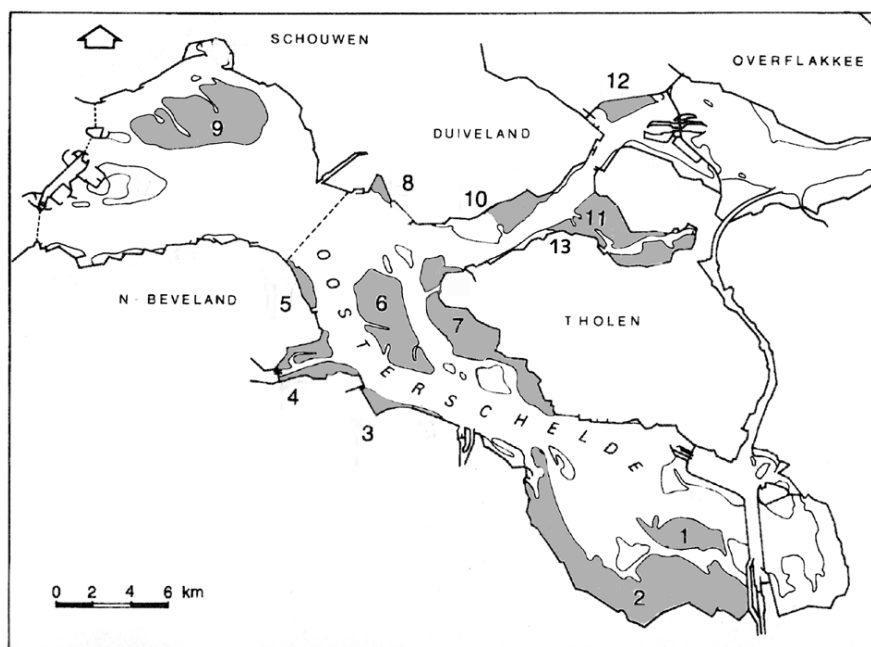 SCHOUWEN
OVERFLAKKEE
12
9
DUIVELAND
8
10
11
13
N - BEVELAND
5
6
7
THOLEN
4
3
OOSTERSCHELDE
1
2
0 2 4 6 km